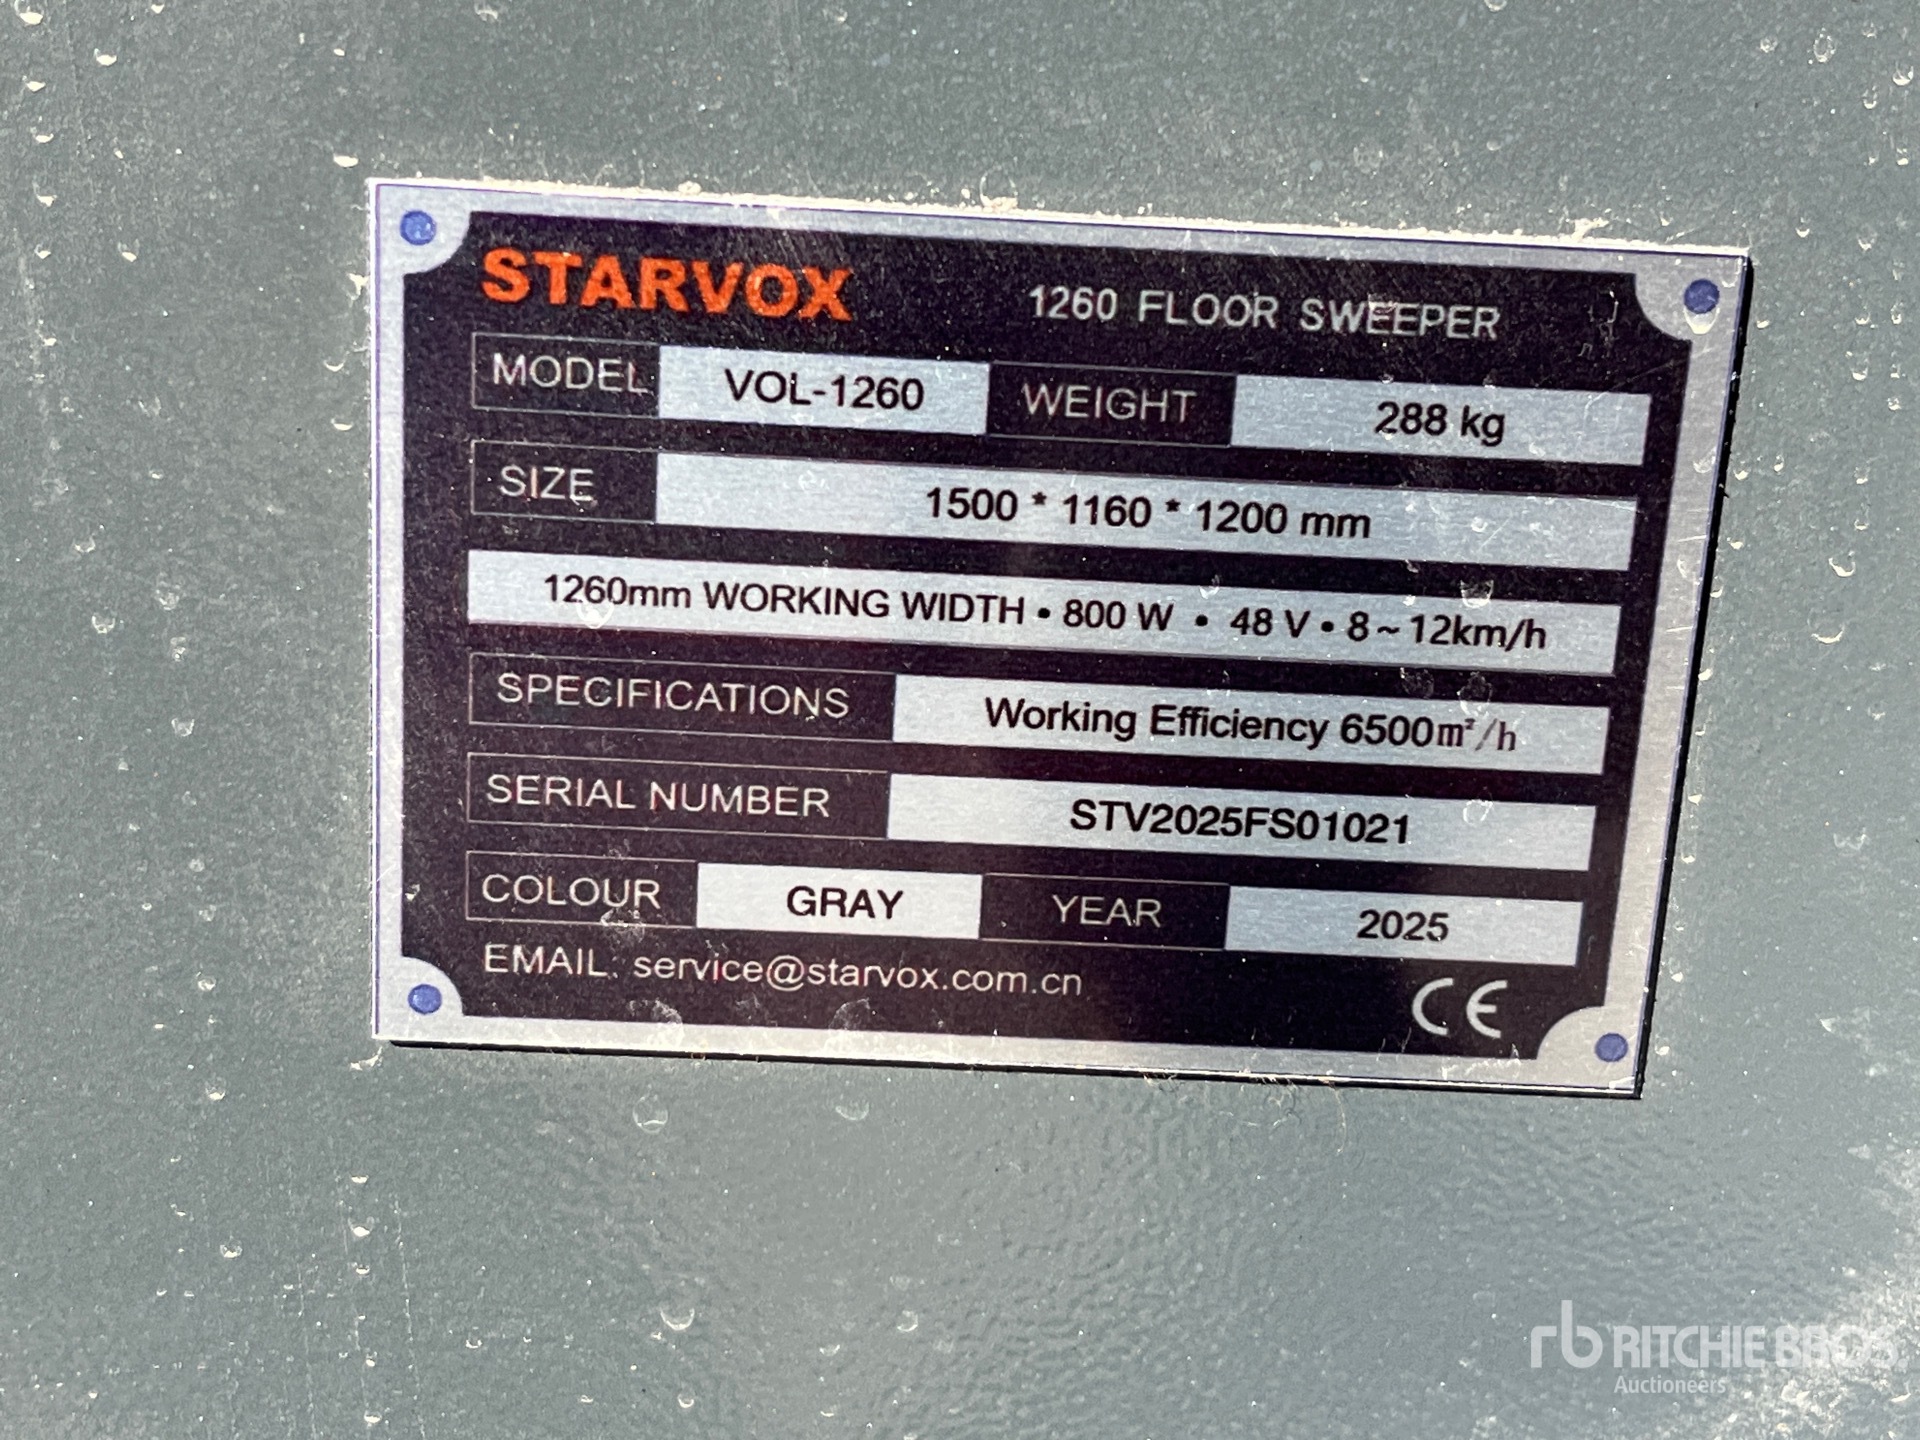 STARVOX 1260 FLOOR SWEEPER
MODEL VOL-1260 WEIGHT 288 kg
SIZE 1500 * 1160 * 1200 mm
1260mm WORKING WIDTH • 800 W • 48 V • 8 ~ 12km/h
SPECIFICATIONS Working Efficiency 6500m²/h
SERIAL NUMBER STV2025FS01021
COLOUR GRAY YEAR 2025
EMAIL: service@starvox.com.cn CE
rb RITCHIE BROS.
Auctioneers